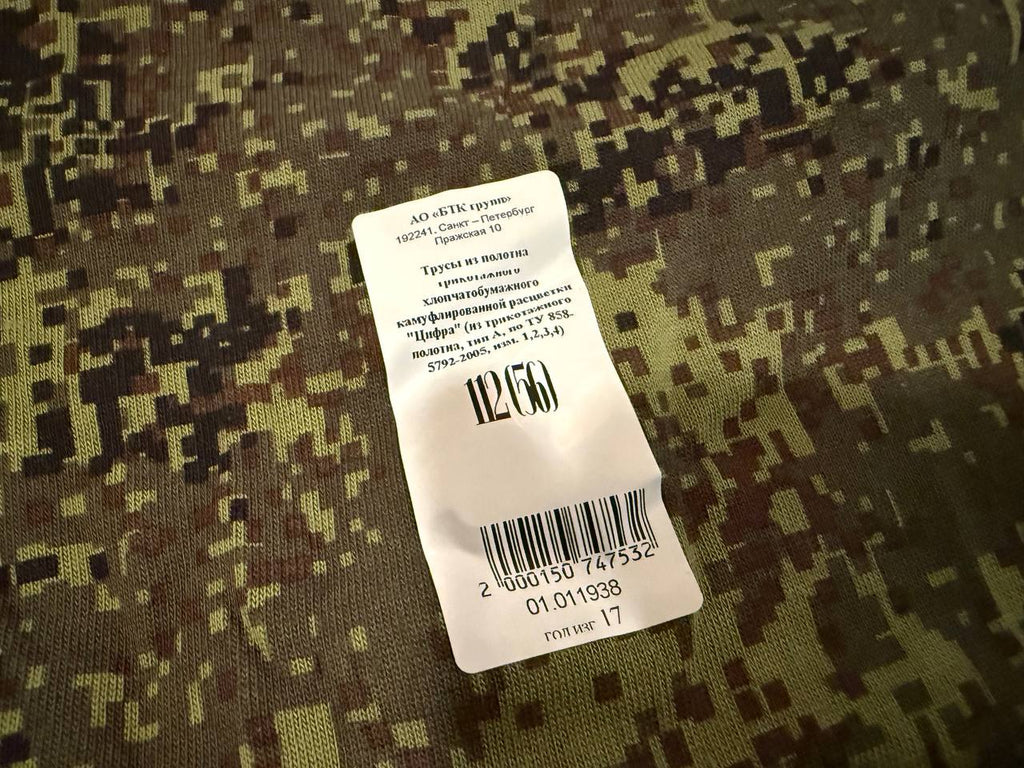 АО «БТК групп»
192241, Санкт – Петербург
Пражская 10
Трусы из полотна
трикотажного
хлопчатобумажного
камуфлированной расцветки
"Цифра" (из трикотажного
полотна, тип А, по ТУ 858-
5792-2005, изм. 1,2,3,4)
112(56)
2 000150 747532
01.011938
ГОД ИЗГ 17